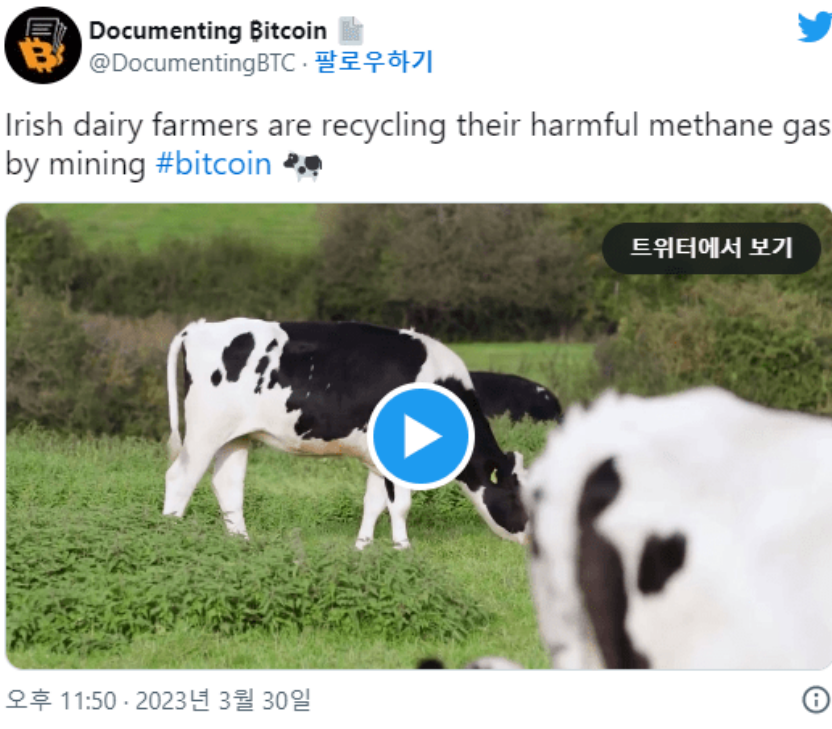 Documenting ₿itcoin 📄
@DocumentingBTC · 팔로우하기
Irish dairy farmers are recycling their harmful methane gas
by mining #bitcoin 🐄
트위터에서 보기
오후 11:50 · 2023년 3월 30일